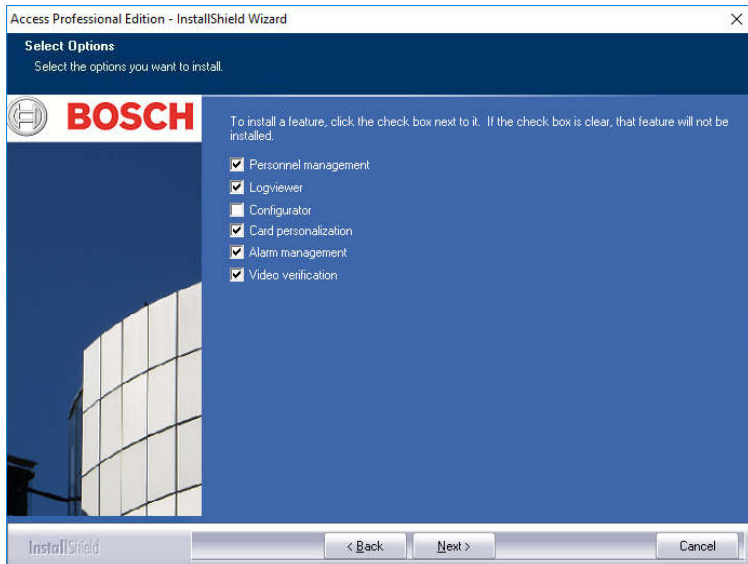 Access Professional Edition - InstallShield Wizard
Select Options
Select the options you want to install.
BOSCH
To install a feature, click the check box next to it. If the check box is clear, that feature will not be
installed.
Personnel management
Logviewer
Configurator
Card personalization
Alarm management
Video verification
InstallShield
< Back
Next >
Cancel